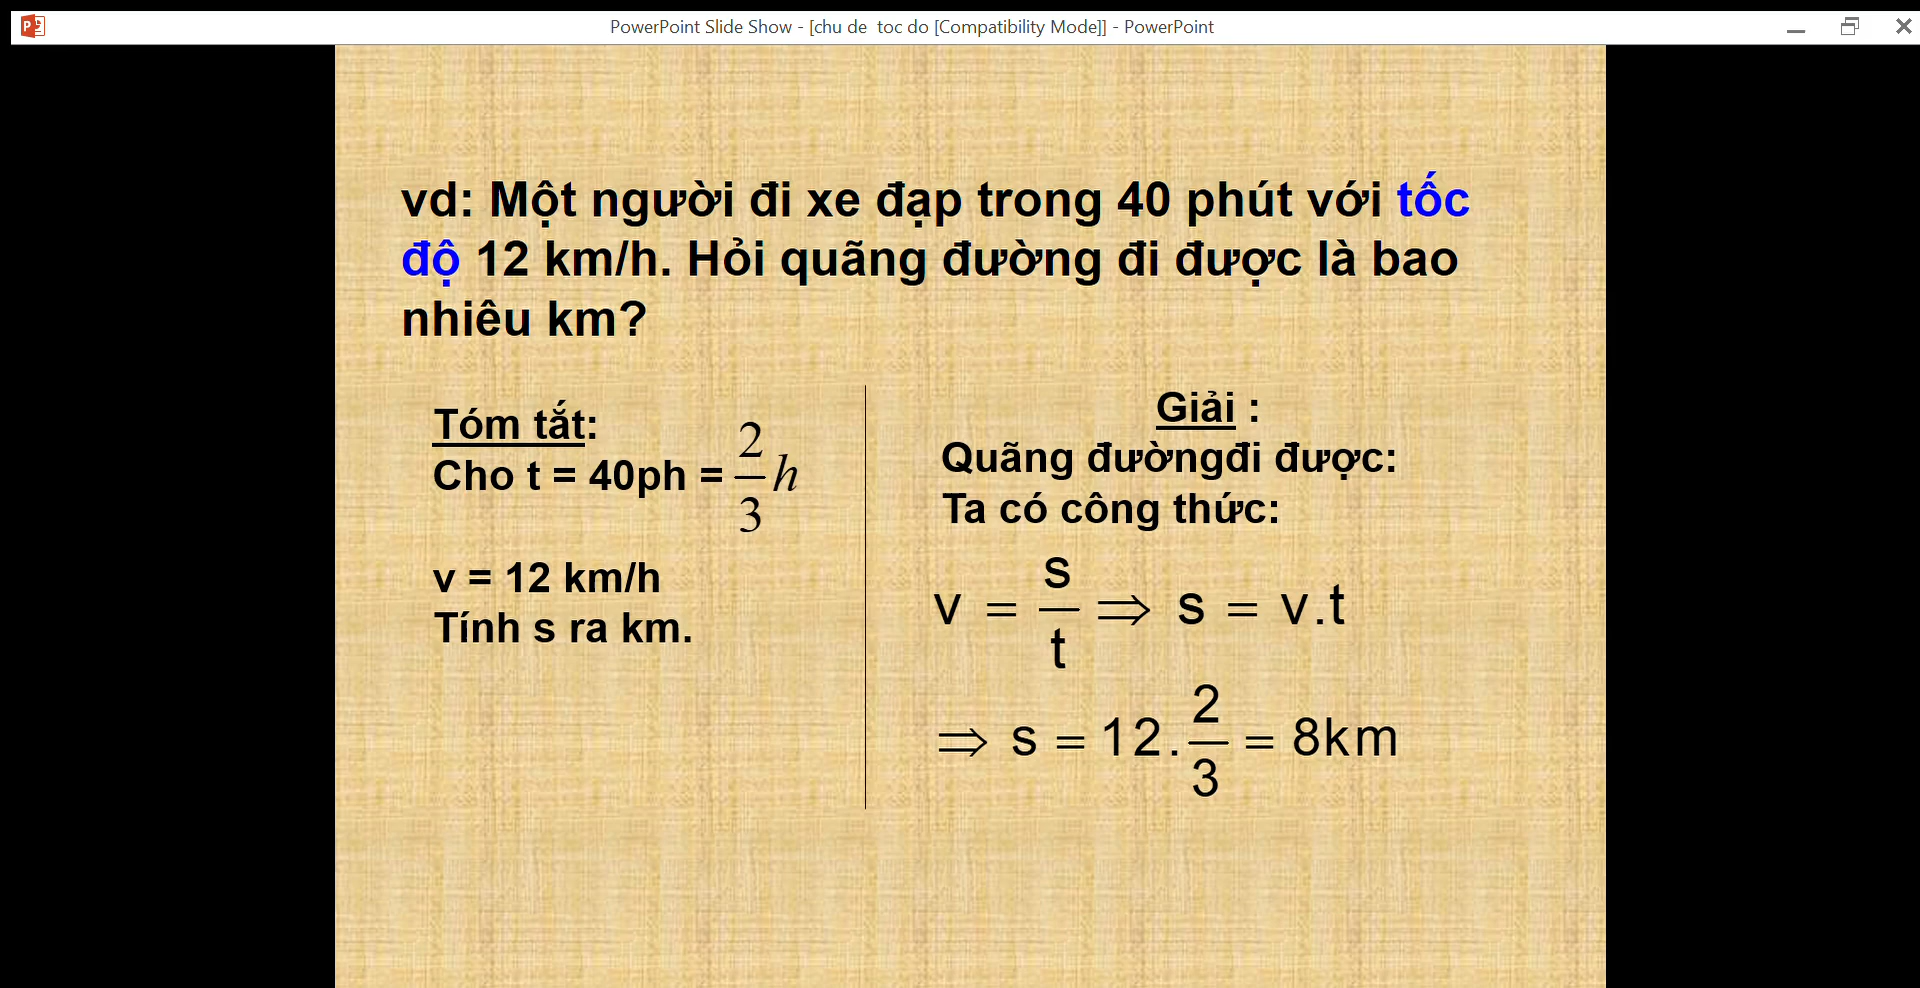 PowerPoint Slide Show - [chu de  toc do [Compatibility Mode]] - PowerPoint
vd: Một người đi xe đạp trong 40 phút với tốc
độ 12 km/h. Hỏi quãng đường đi được là bao
nhiêu km?
Tóm tắt:
Cho t = 40ph = 2/3 h
v = 12 km/h
Tính s ra km.
Giải :
Quãng đườngđi được:
Ta có công thức:
v = s/t ⇒ s = v.t
⇒ s = 12. 2/3 = 8km